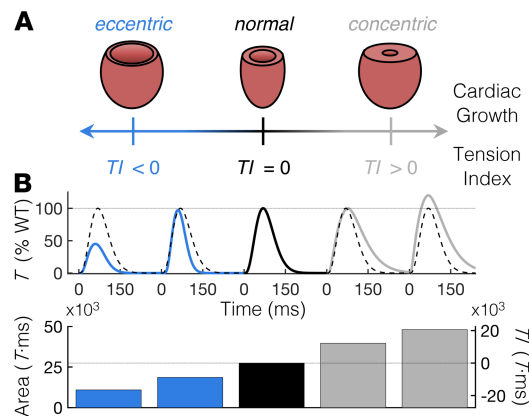 A
eccentric normal concentric
Cardiac Growth
TI < 0 TI = 0 TI > 0
Tension Index
B
T (% WT)
100
50
0
0 150 0 150 0 150 0 150 0 150
Time (ms)
×10³ ×10³
Area (T·ms)
50
25
0
TI (T·ms)
20
0
-20